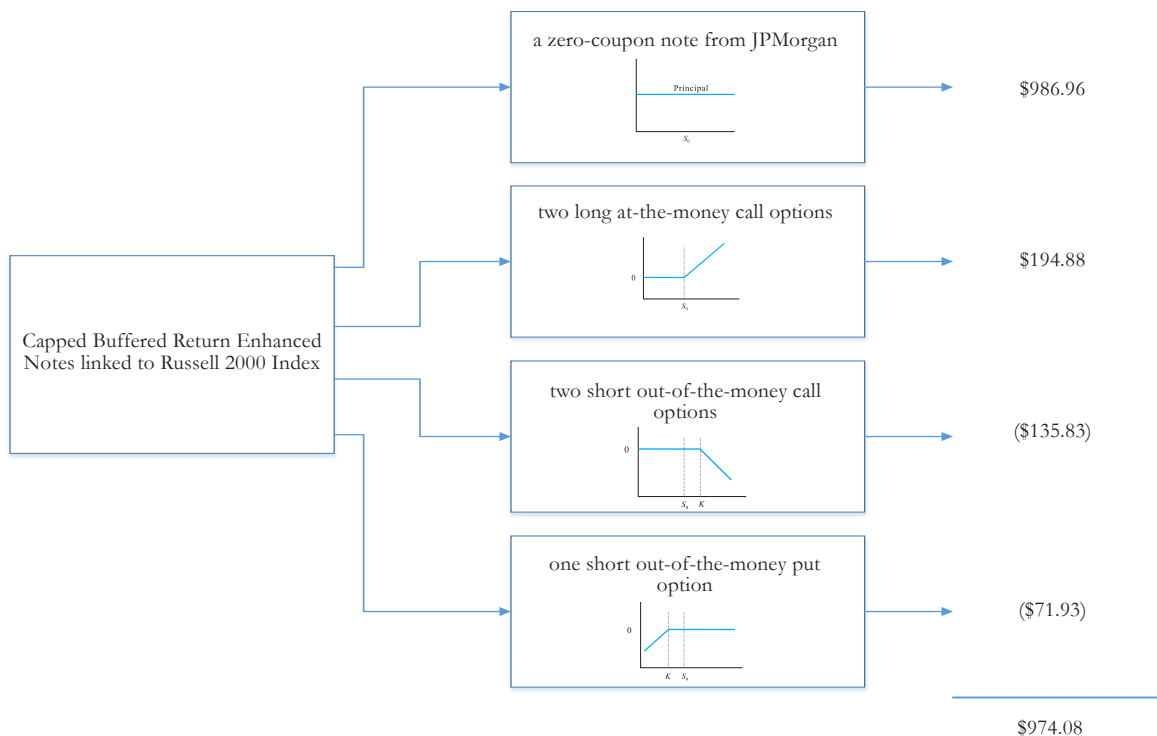 a zero-coupon note from JPMorgan
Principal
S0
$986.96
two long at-the-money call options
0
S0
$194.88
Capped Buffered Return Enhanced
Notes linked to Russell 2000 Index
two short out-of-the-money call
options
0
S0 K
($135.83)
one short out-of-the-money put
option
0
K S0
($71.93)
$974.08